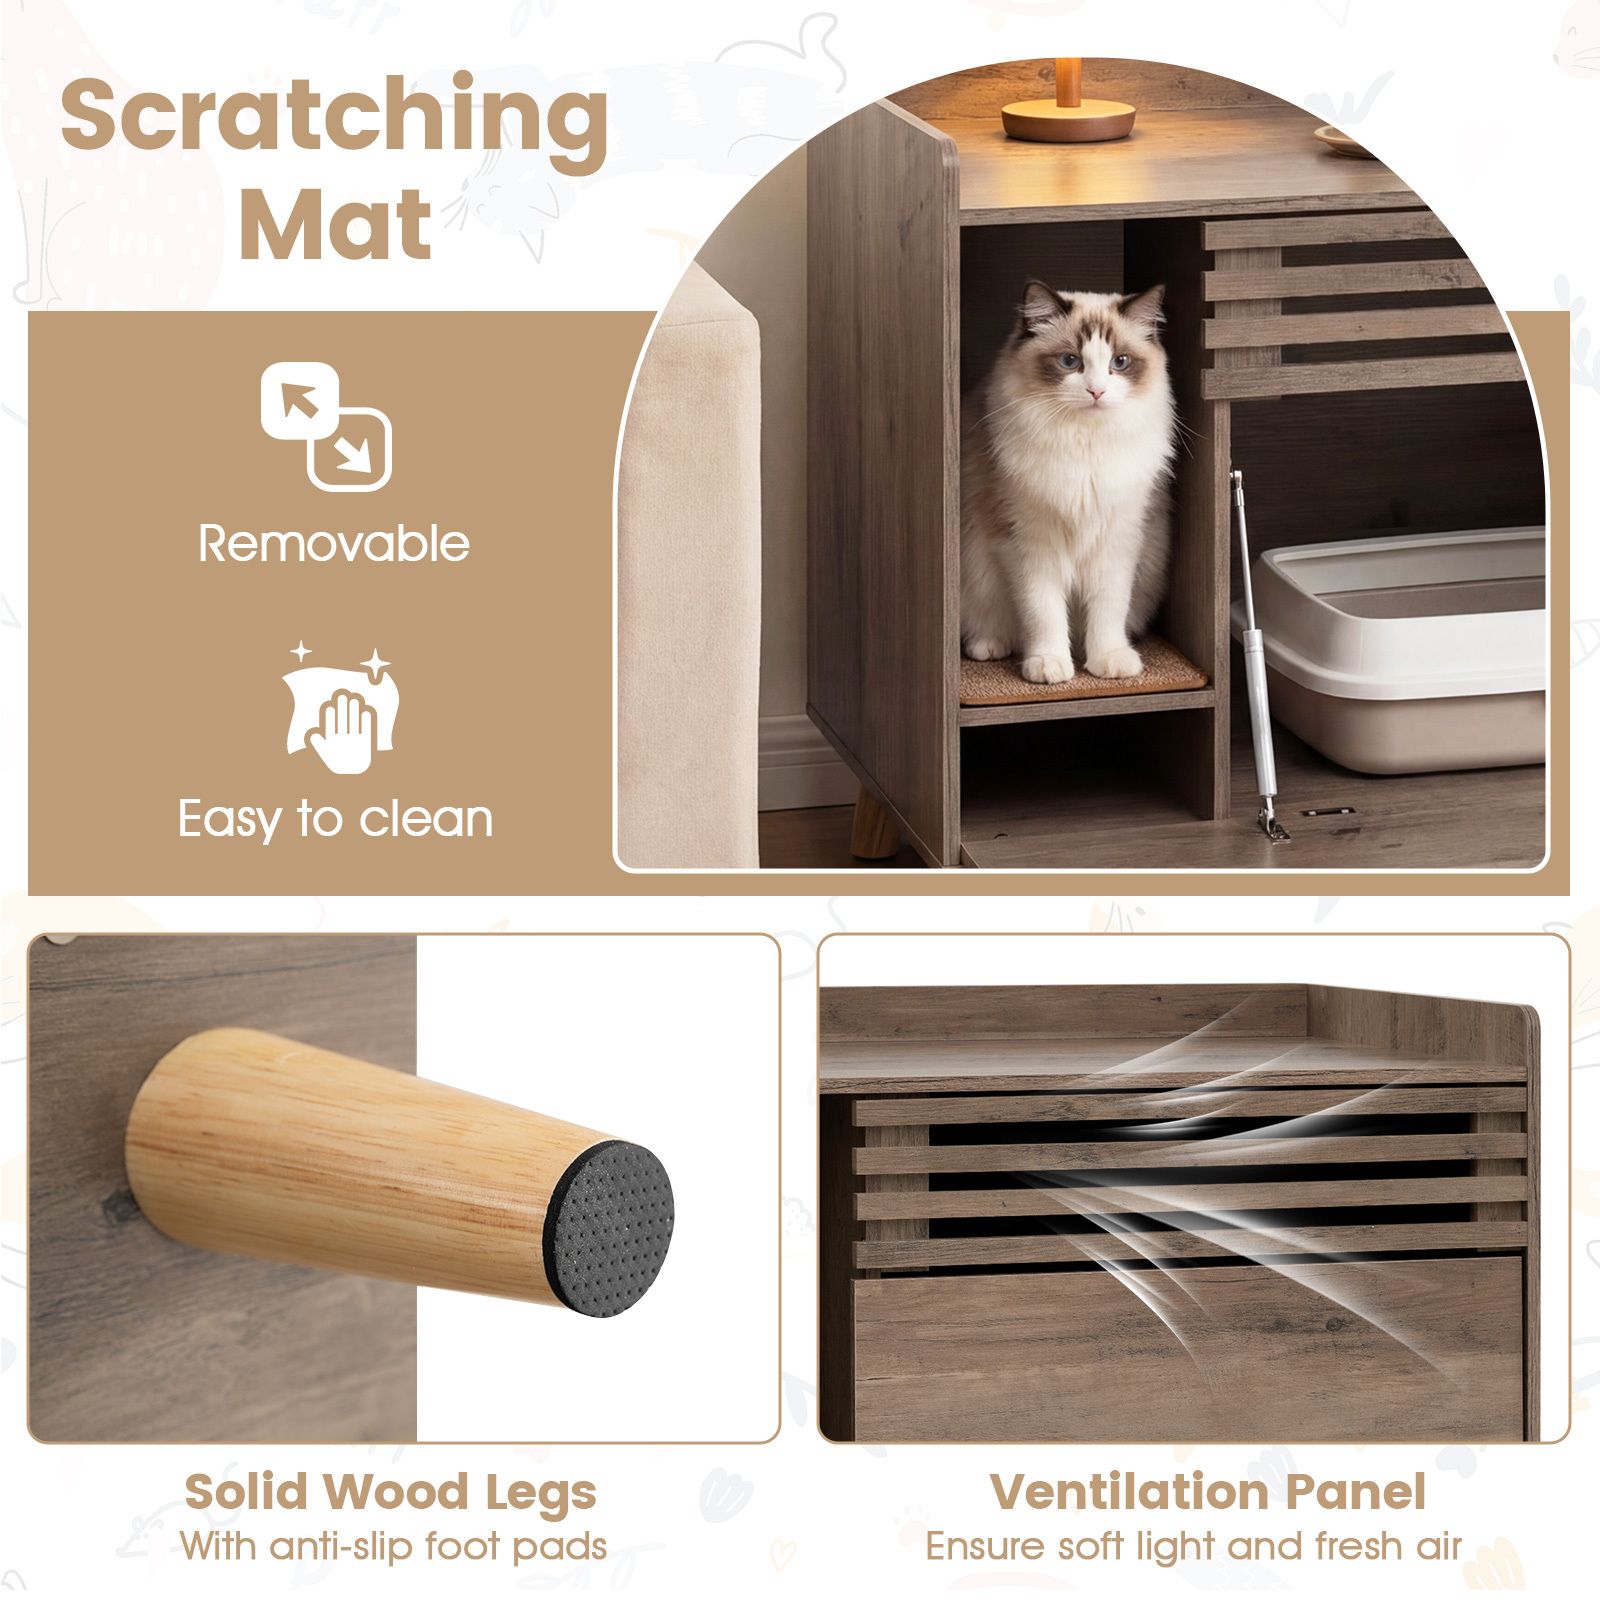 Scratching
Mat
Removable
Easy to clean
Solid Wood Legs
With anti-slip foot pads
Ventilation Panel
Ensure soft light and fresh air